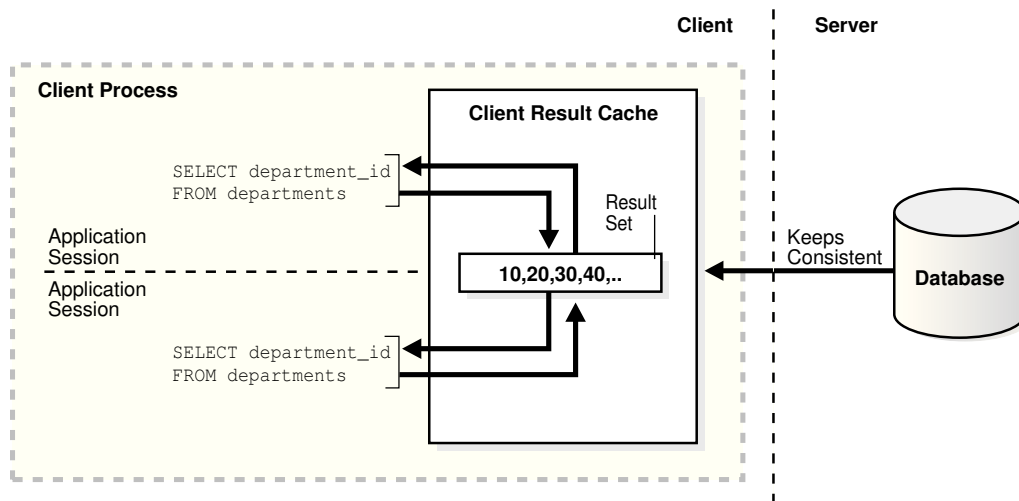 Client
Server
Client Process
Client Result Cache
SELECT department_id
FROM departments
Result
Set
Application
Session
Keeps
Consistent
10,20,30,40,..
Database
Application
Session
SELECT department_id
FROM departments